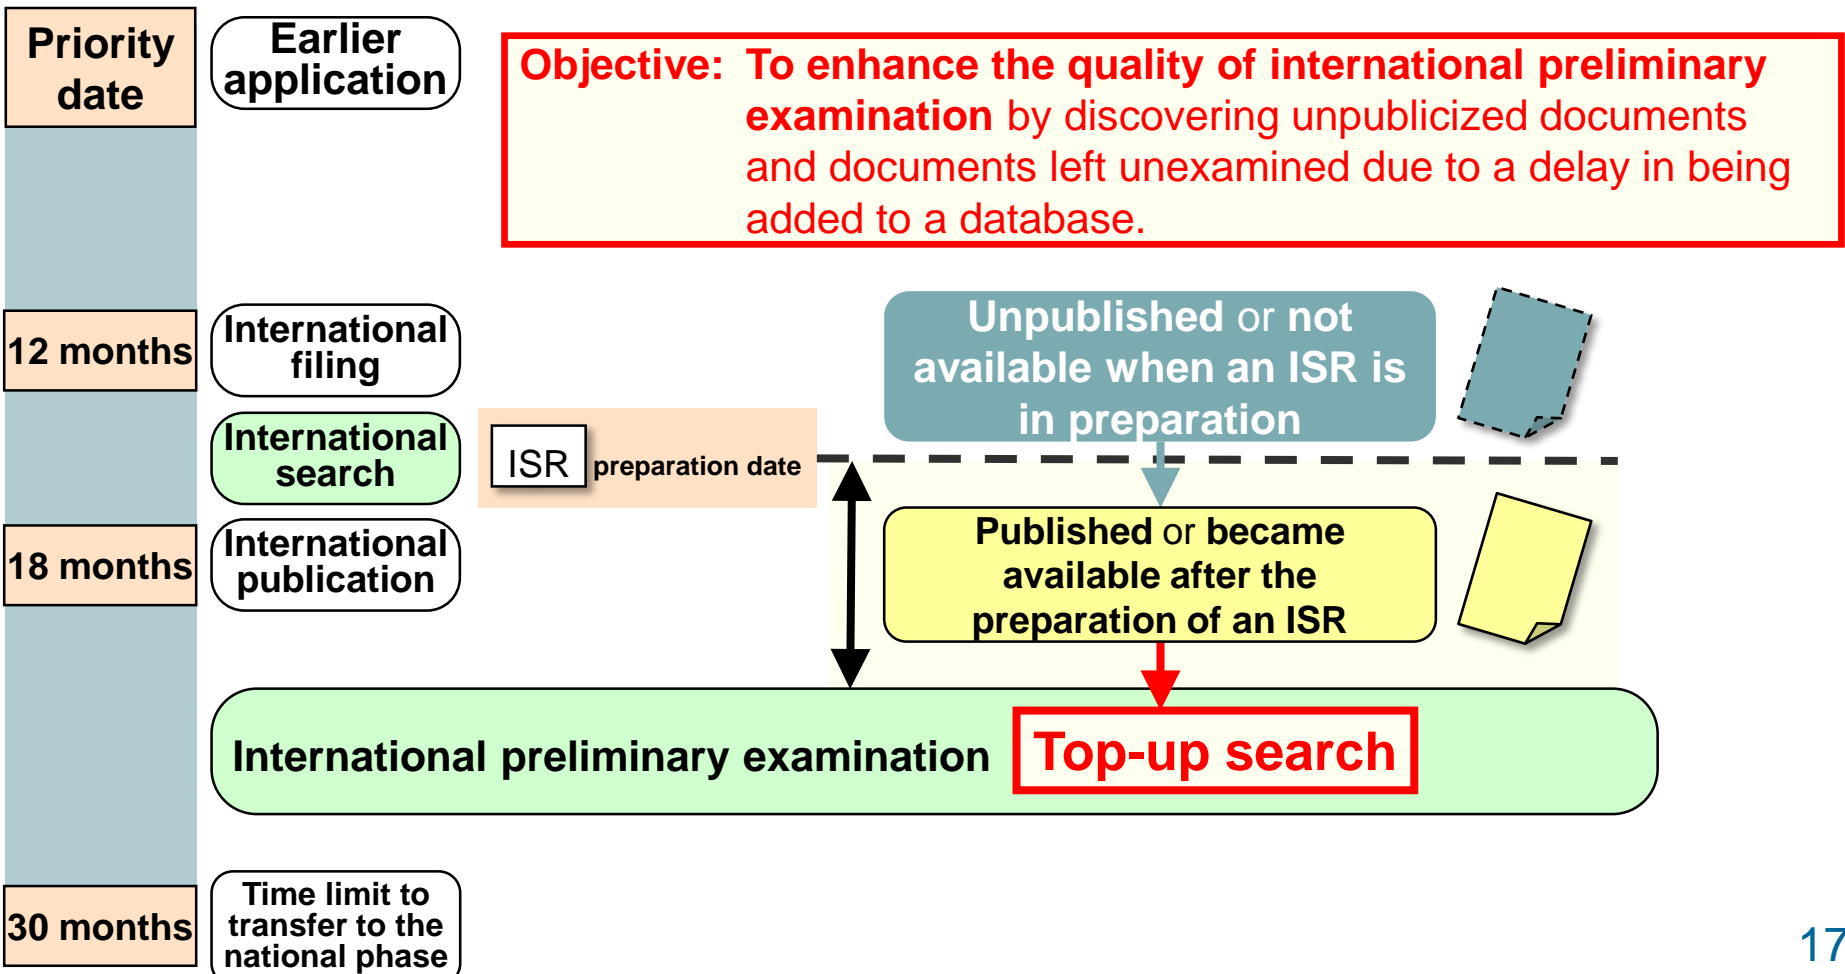 Priority
date
Earlier
application
Objective: To enhance the quality of international preliminary
examination by discovering unpublicized documents
and documents left unexamined due to a delay in being
added to a database.
12 months
International
filing
Unpublished or not
available when an ISR is
in preparation
International
search
ISR preparation date
18 months
International
publication
Published or became
available after the
preparation of an ISR
International preliminary examination Top-up search
30 months
Time limit to
transfer to the
national phase
17